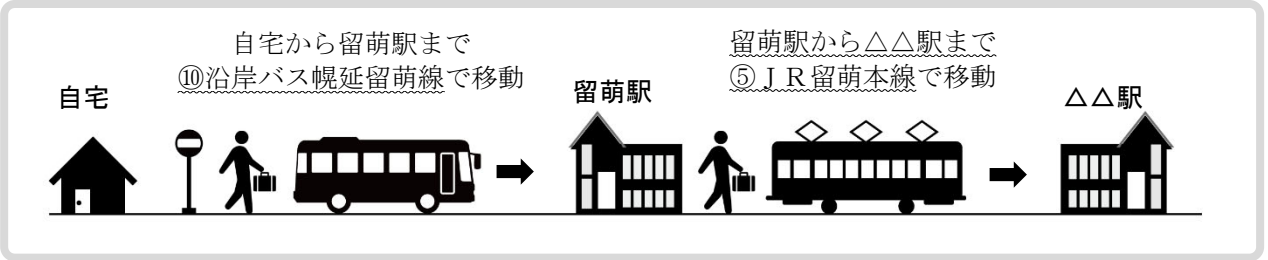 自宅から留萌駅まで
⑩沿岸バス幌延留萌線で移動
留萌駅から△△駅まで
⑤ＪＲ留萌本線で移動
自宅
留萌駅
△△駅